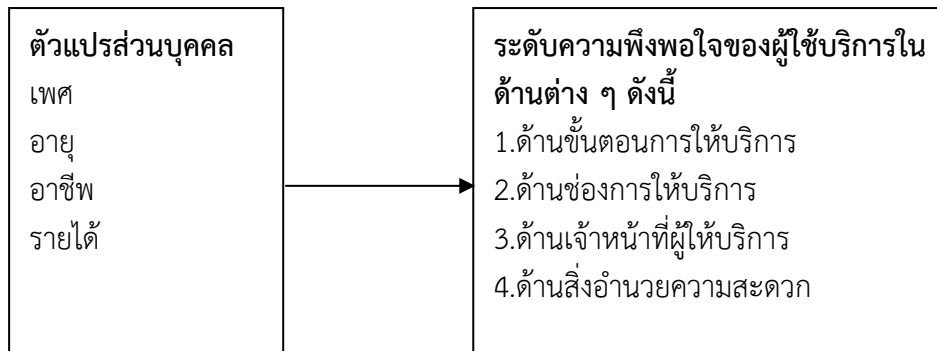 ตัวแปรส่วนบุคคล
เพศ
อายุ
อาชีพ
รายได้
ระดับความพึงพอใจของผู้ใช้บริการใน
ด้านต่าง ๆ ดังนี้
1.ด้านขั้นตอนการให้บริการ
2.ด้านช่องการให้บริการ
3.ด้านเจ้าหน้าที่ผู้ให้บริการ
4.ด้านสิ่งอำนวยความสะดวก